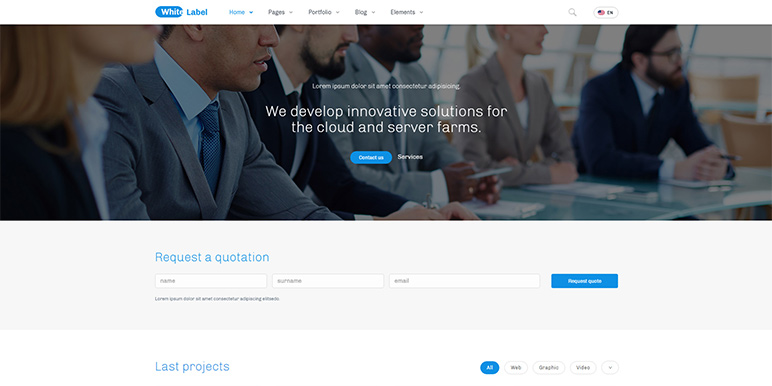 White Label
Home Pages Portfolio Blog Elements EN
Lorem ipsum dolor sit amet consectetur adipisicing.
We develop innovative solutions for
the cloud and server farms.
Contact us Services
Request a quotation
name surname email Request quote
Lorem ipsum dolor sit amet consectetur adipiscing elitsedo.
Last projects
All Web Graphic Video